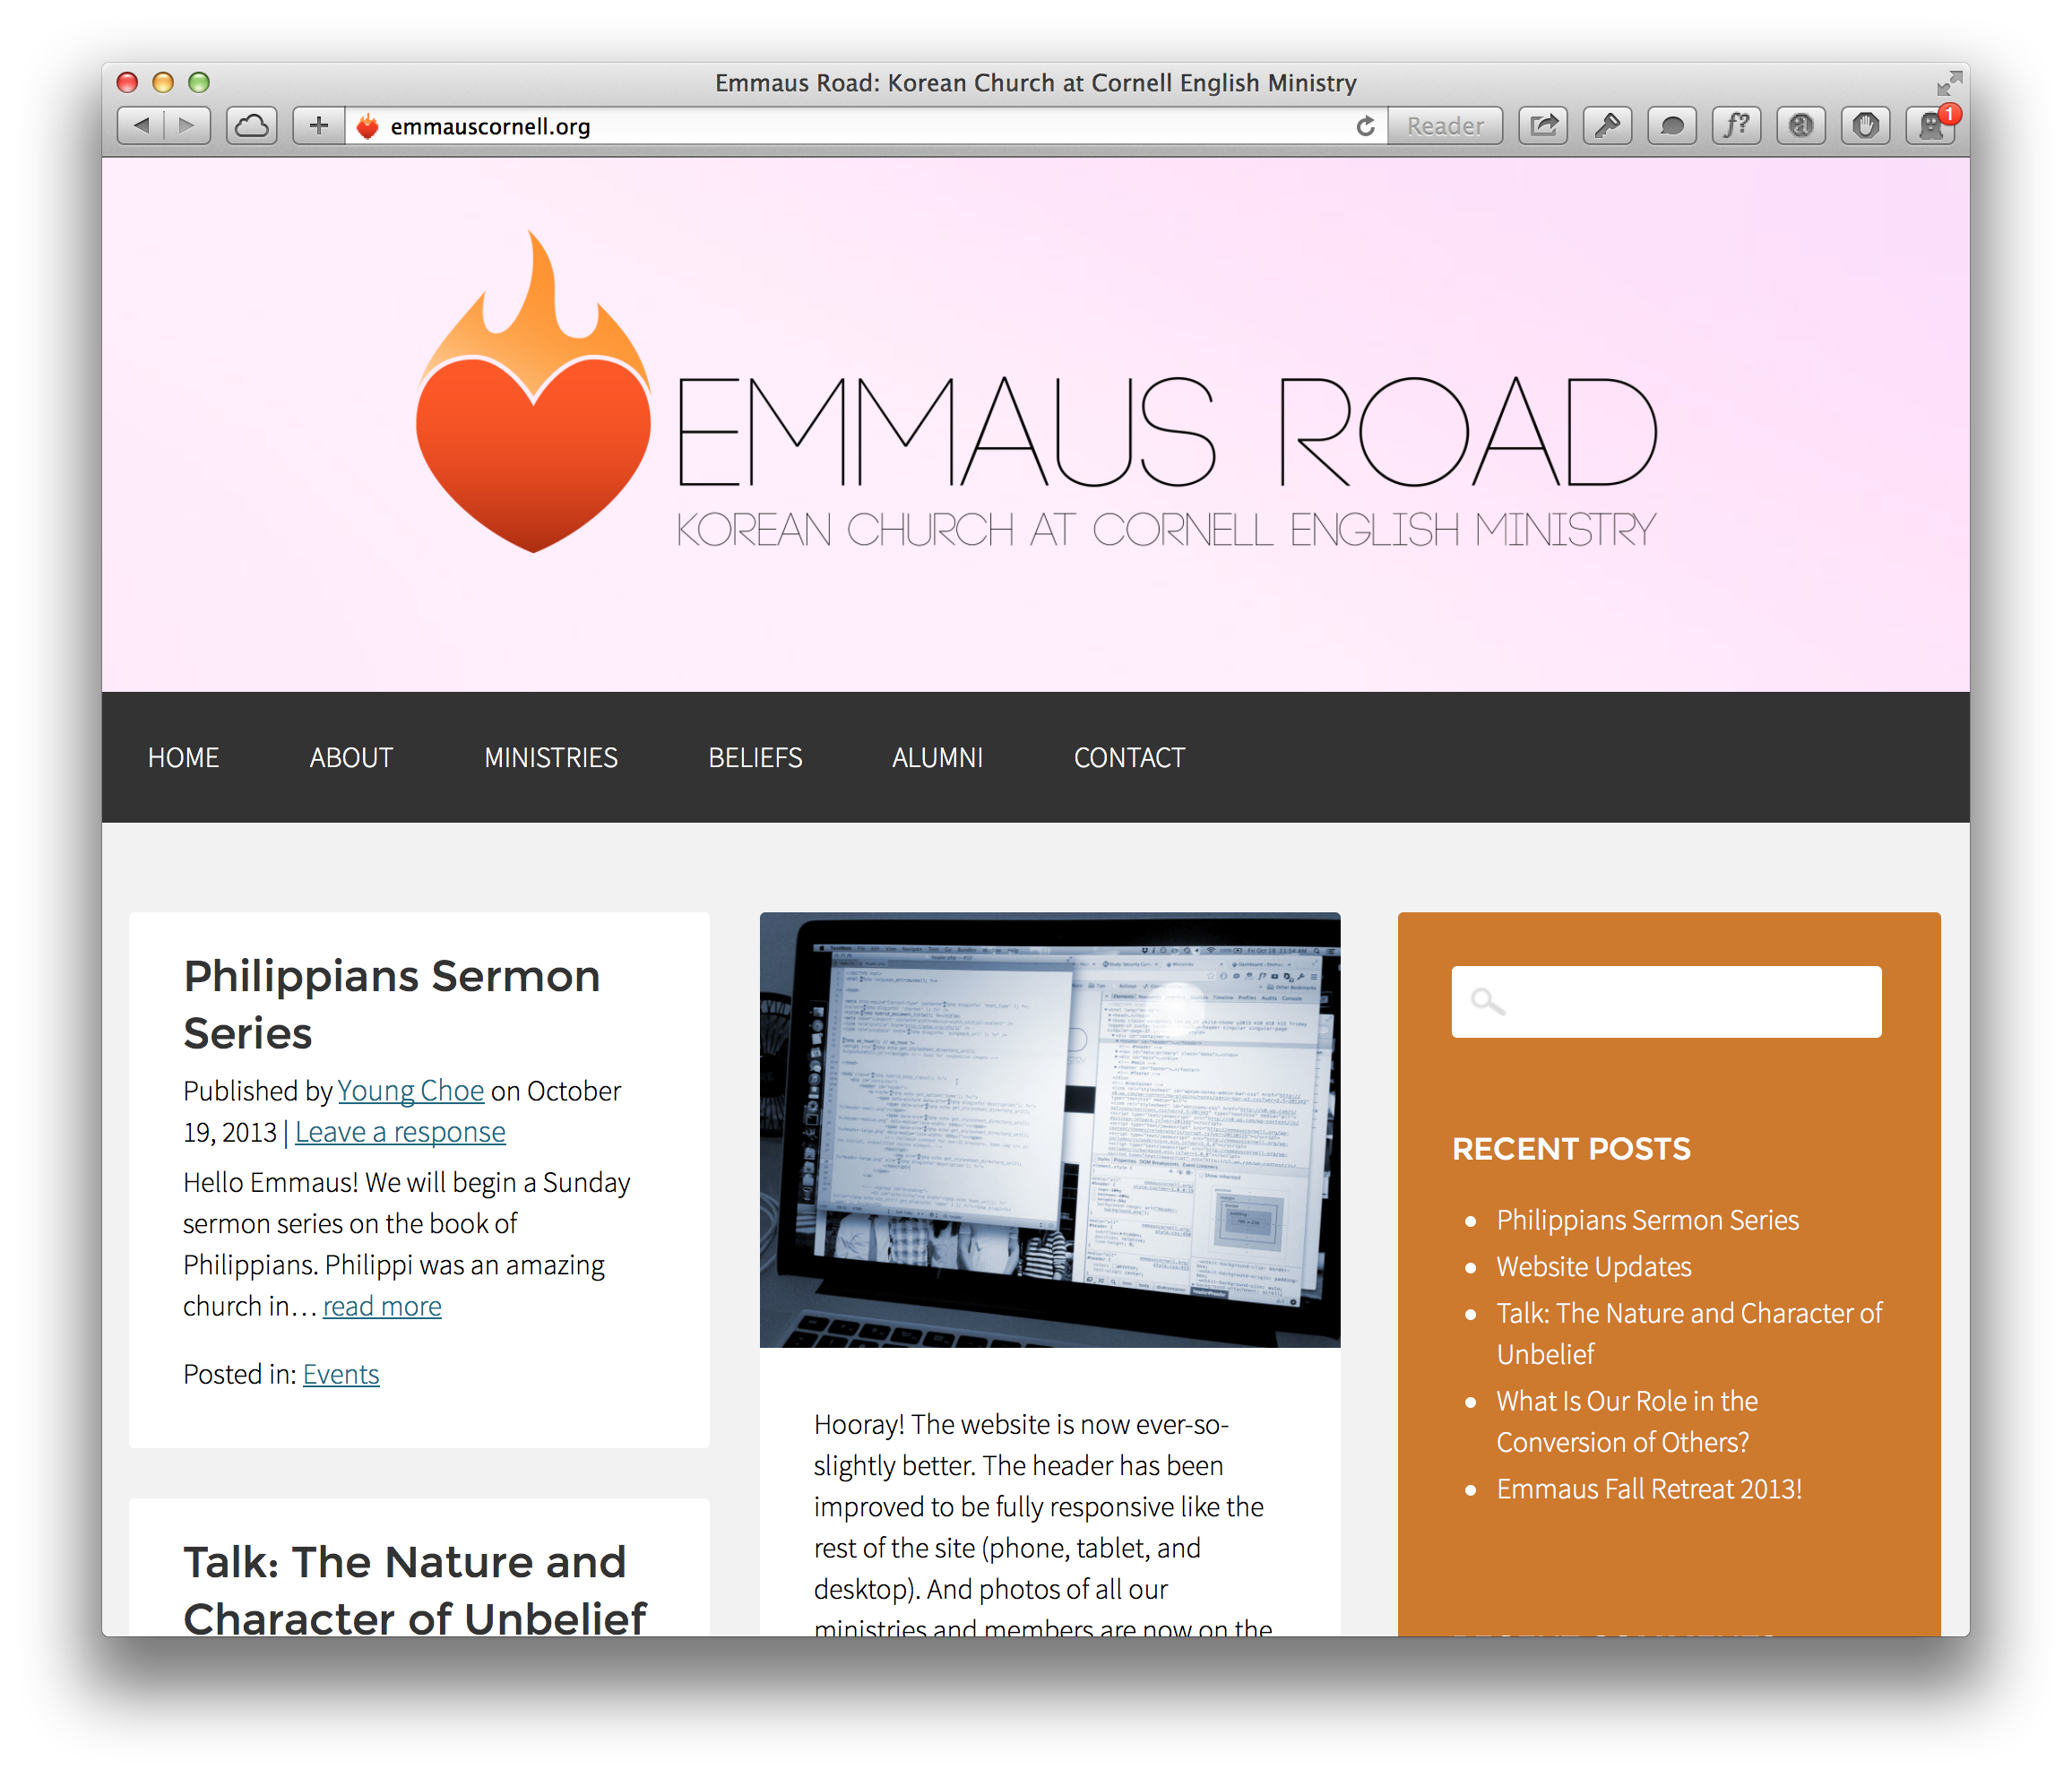 Emmaus Road: Korean Church at Cornell English Ministry
emmauscornell.org
Reader
f?
a
1
EMMAUS ROAD
KOREAN CHURCH AT CORNELL ENGLISH MINISTRY
HOME ABOUT MINISTRIES BELIEFS ALUMNI CONTACT
Philippians Sermon
Series
Published by Young Choe on October
19, 2013 | Leave a response
Hello Emmaus! We will begin a Sunday
sermon series on the book of
Philippians. Philippi was an amazing
church in… read more
Posted in: Events
Talk: The Nature and
Character of Unbelief
Hooray! The website is now ever-so-
slightly better. The header has been
improved to be fully responsive like the
rest of the site (phone, tablet, and
desktop). And photos of all our
ministries and members are now on the
RECENT POSTS
Philippians Sermon Series
Website Updates
Talk: The Nature and Character of
Unbelief
What Is Our Role in the
Conversion of Others?
Emmaus Fall Retreat 2013!